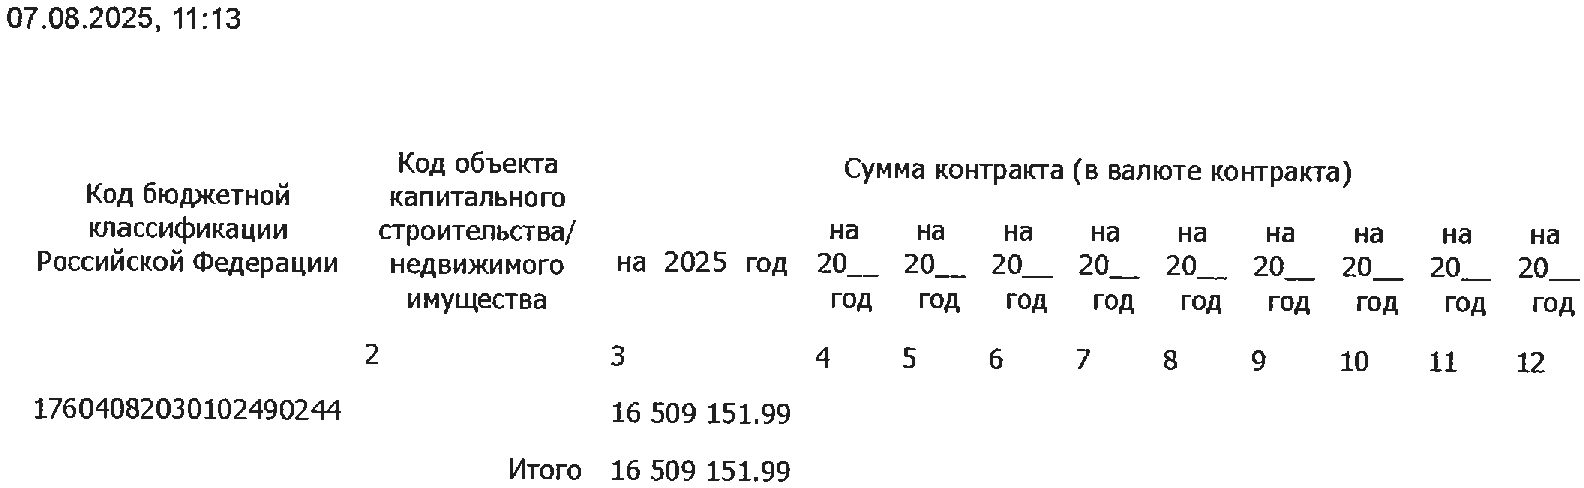 07.08.2025, 11:13
Код бюджетной
классификации
Российской Федерации
Код объекта
капитального
строительства/
недвижимого
имущества
Сумма контракта (в валюте контракта)
на 2025 год
на
20__
год
на
20__
год
на
20__
год
на
20__
год
на
20__
год
на
20__
год
на
20__
год
на
20__
год
на
20__
год
2 3 4 5 6 7 8 9 10 11 12
17604082030102490244 16 509 151.99
Итого 16 509 151.99